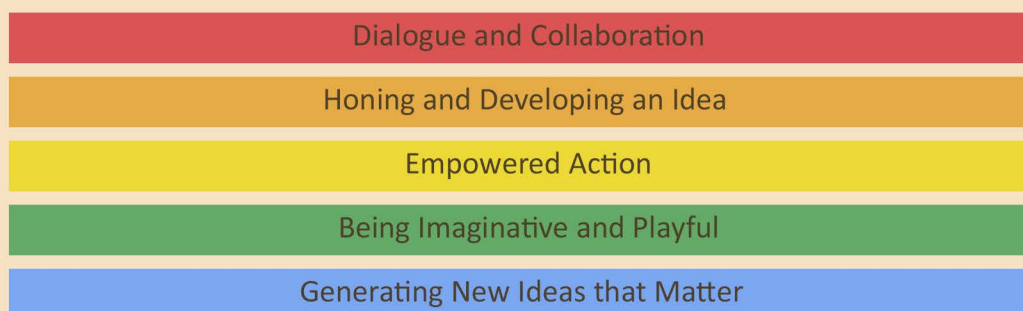 Dialogue and Collaboration
Honing and Developing an Idea
Empowered Action
Being Imaginative and Playful
Generating New Ideas that Matter